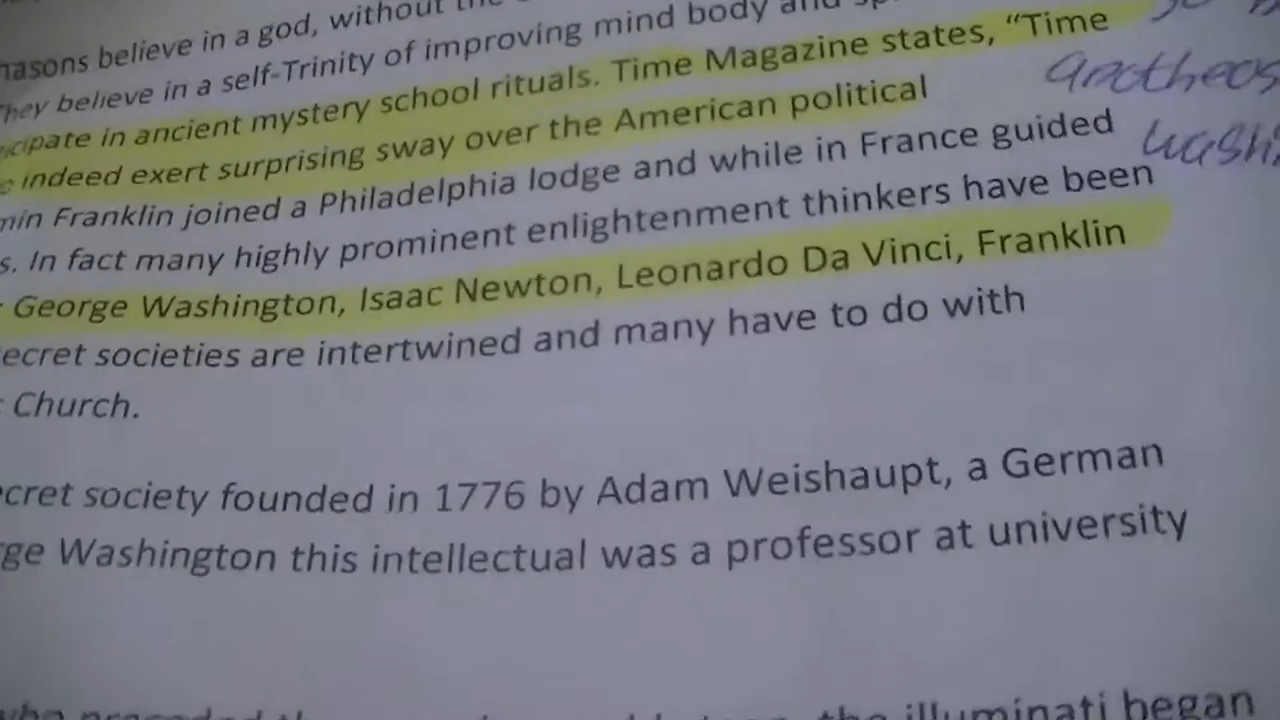 masons believe in a god, without
They believe in a self-Trinity of improving mind body and
cipate in ancient mystery school rituals. Time Magazine states, “Time
indeed exert surprising sway over the American political
min Franklin joined a Philadelphia lodge and while in France guided
s. In fact many highly prominent enlightenment thinkers have been
George Washington, Isaac Newton, Leonardo Da Vinci, Franklin
ecret societies are intertwined and many have to do with
Church.
ecret society founded in 1776 by Adam Weishaupt, a German
rge Washington this intellectual was a professor at university
who preceded the illuminati began